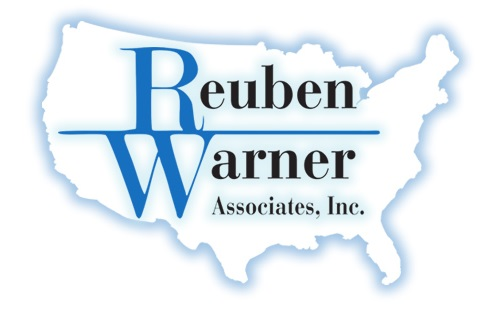 Reuben
Warner
Associates, Inc.